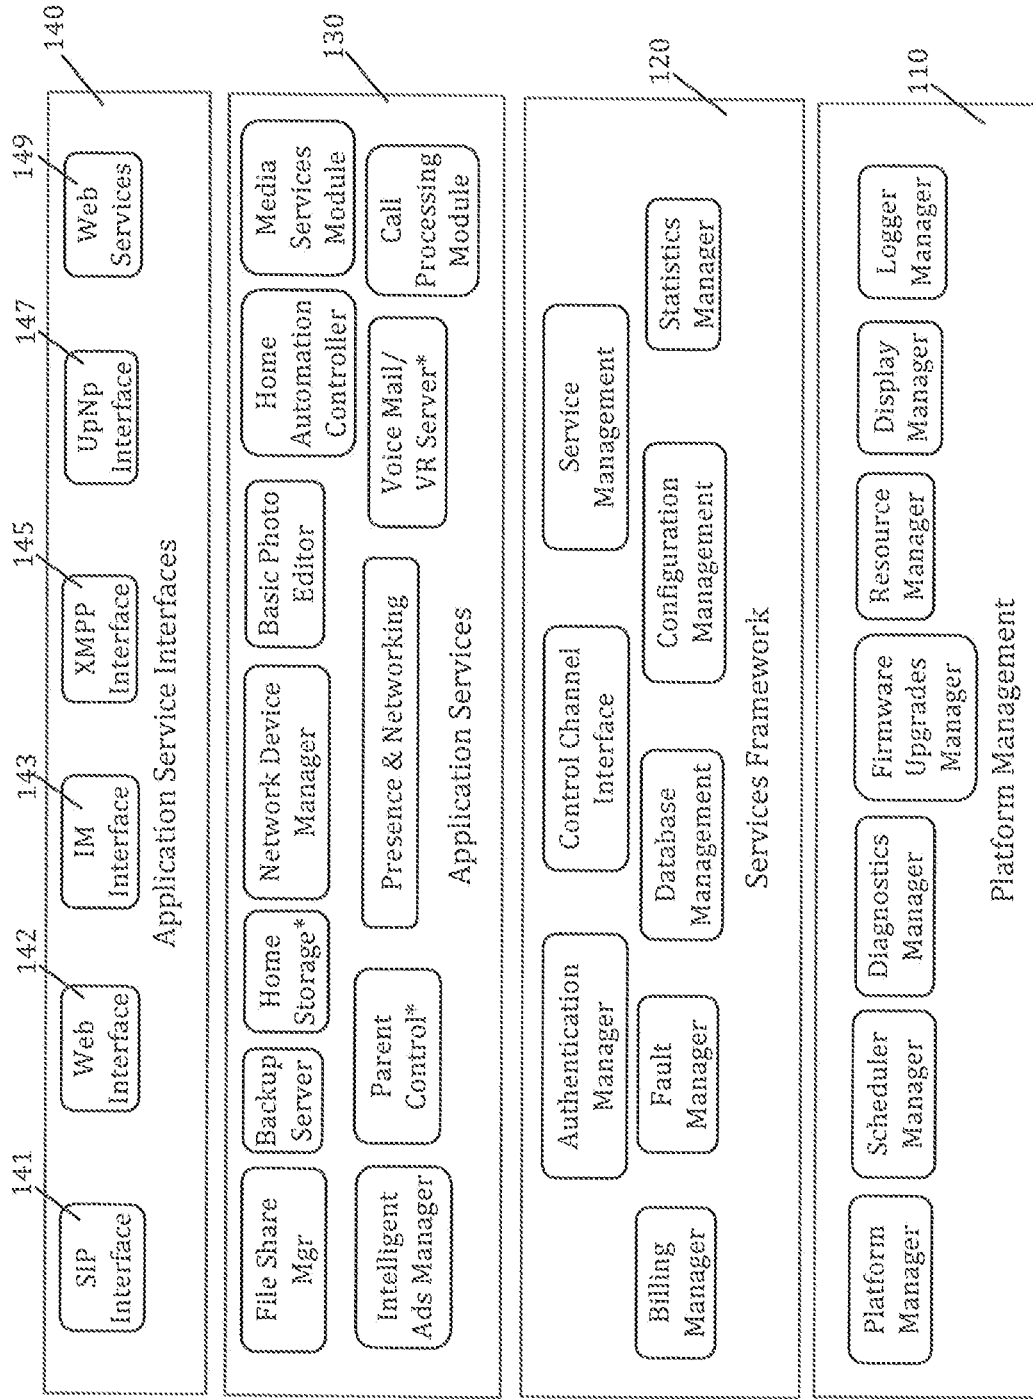 141
142
143
145
147
149
140
SIP
Interface
Web
Interface
IM
Interface
XMPP
Interface
UpNp
Interface
Web
Services
Application Service Interfaces
130
File Share
Mgr
Backup
Server
Home
Storage*
Network Device
Manager
Basic Photo
Editor
Home
Automation
Controller
Media
Services
Module
Intelligent
Ads Manager
Parent
Control*
Presence & Networking
Voice Mail/
VR Server*
Call
Processing
Module
Application Services
120
Authentication
Manager
Control Channel
Interface
Service
Management
Billing
Manager
Fault
Manager
Database
Management
Configuration
Management
Statistics
Manager
Services Framework
110
Platform
Manager
Scheduler
Manager
Diagnostics
Manager
Firmware
Upgrades
Manager
Resource
Manager
Display
Manager
Logger
Manager
Platform Management